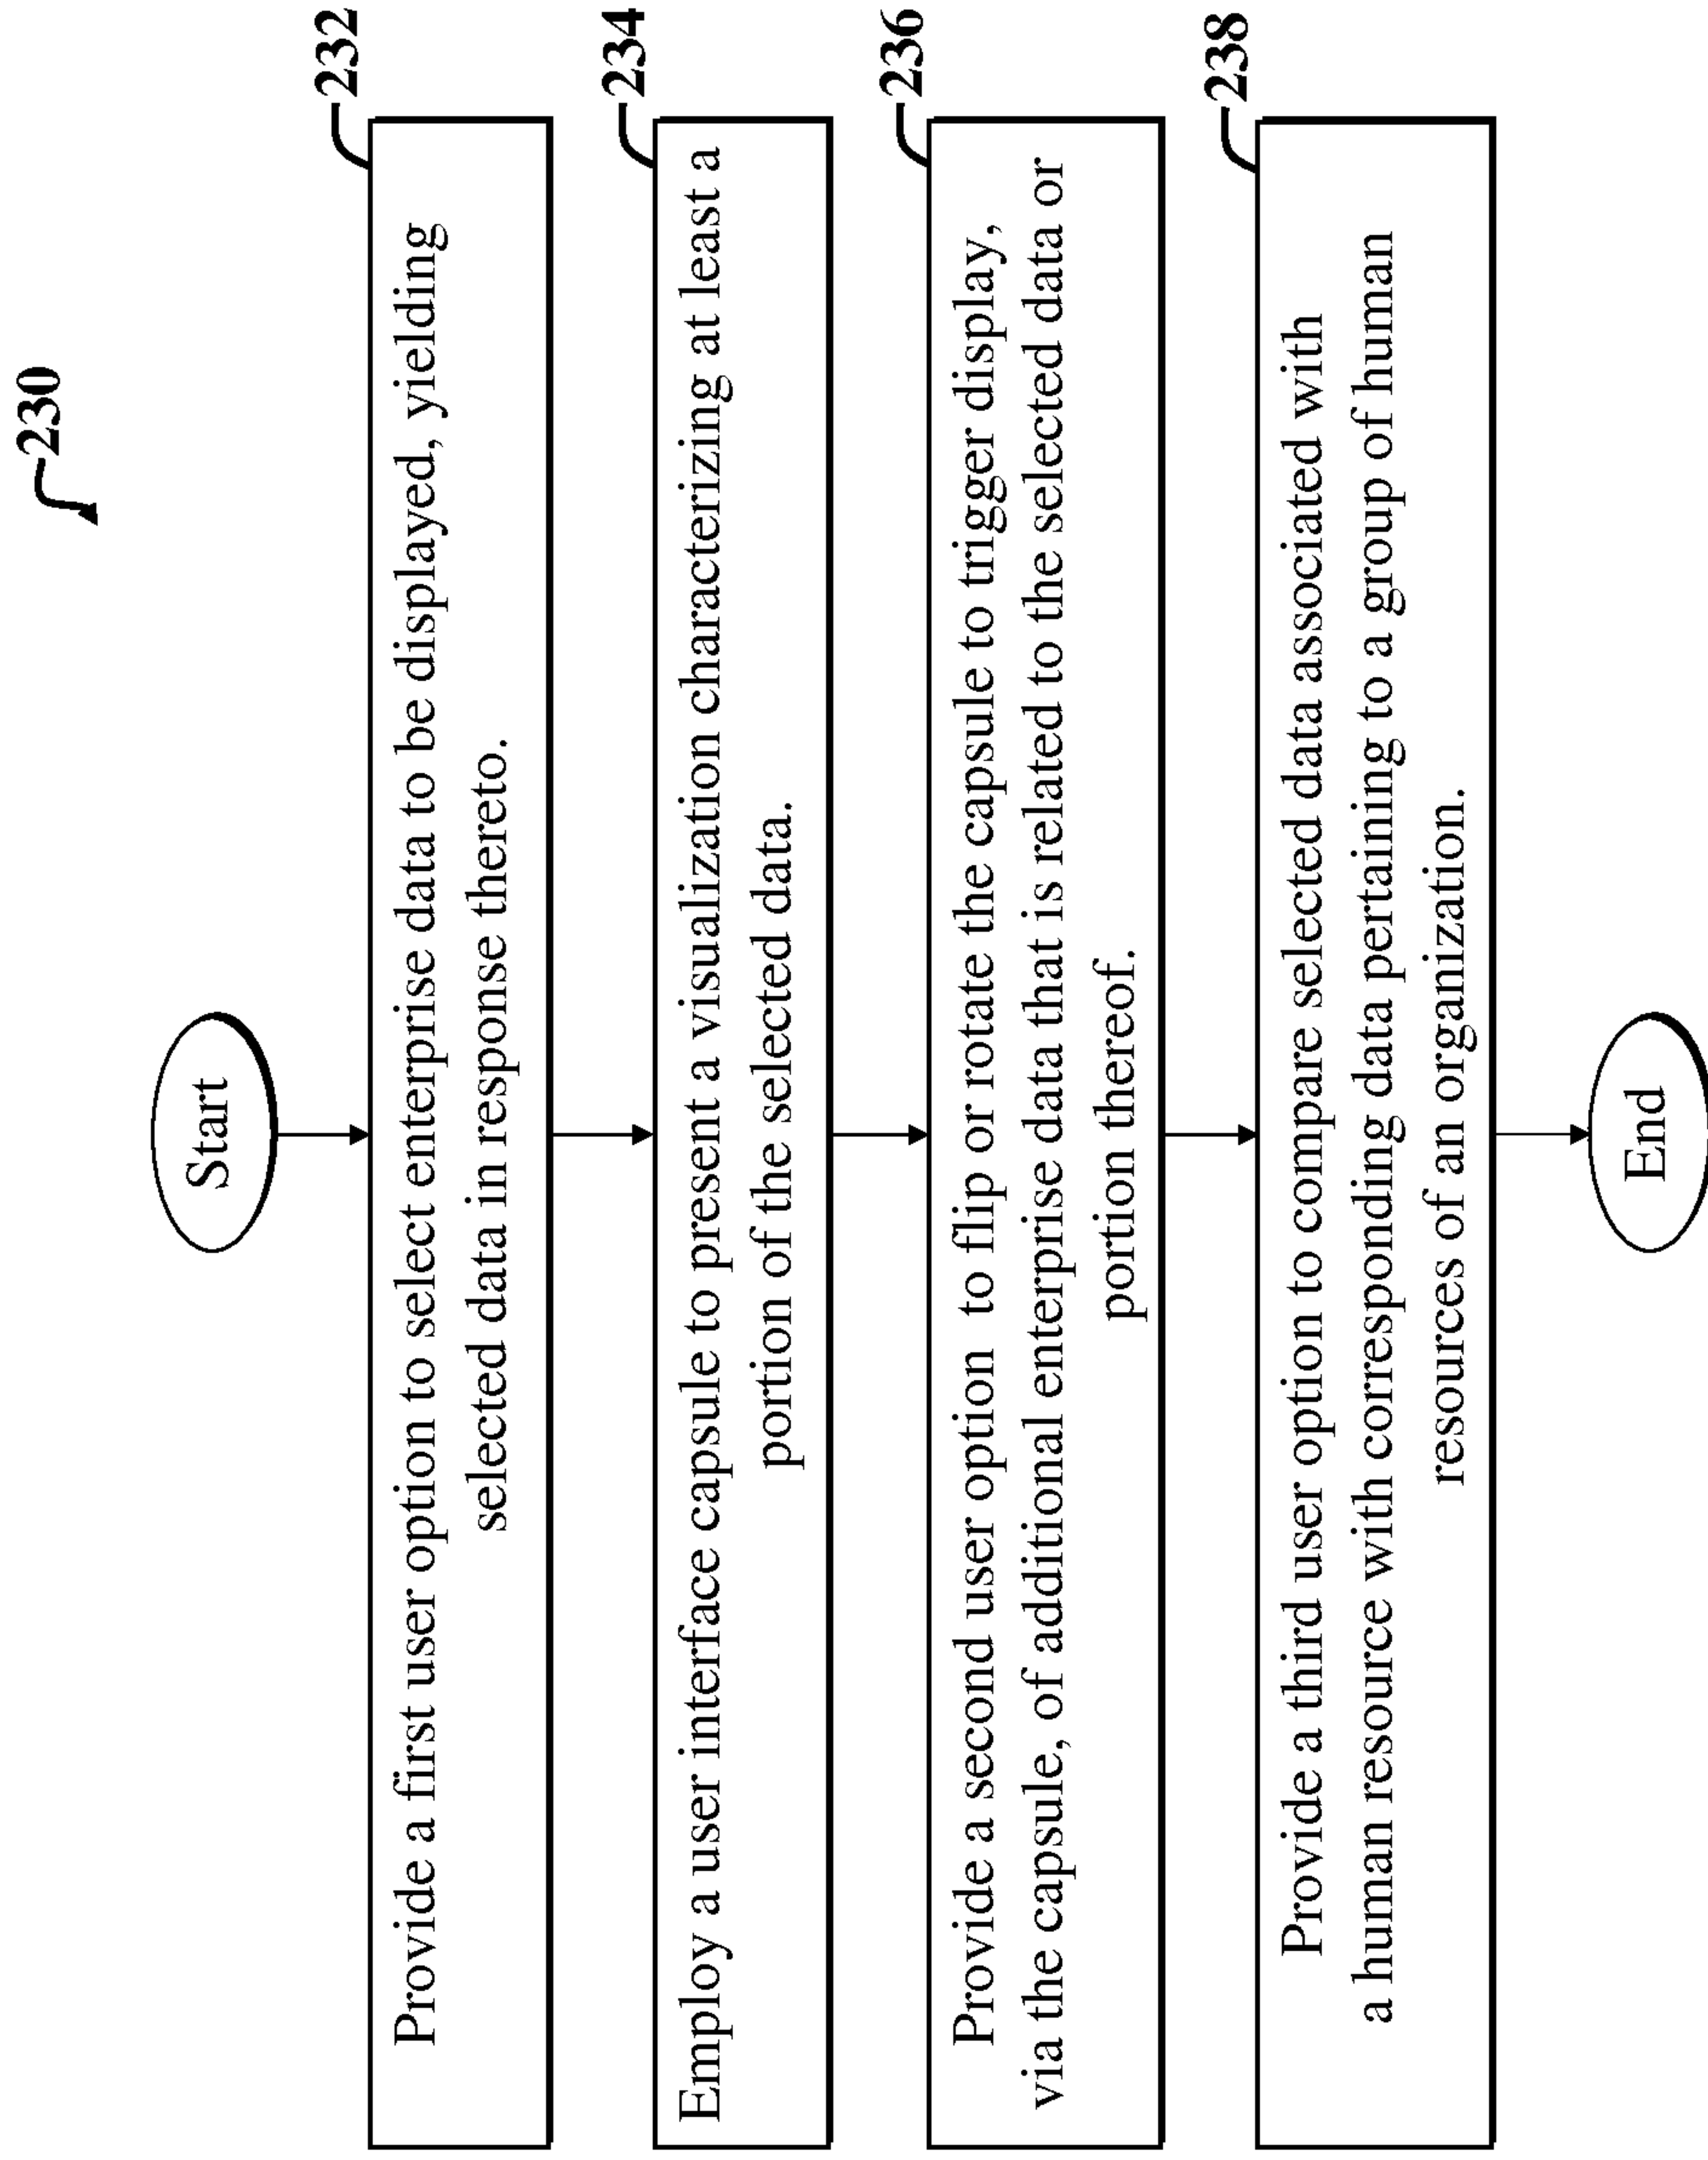 230
Start
232
Provide a first user option to select enterprise data to be displayed, yielding
selected data in response thereto.
234
Employ a user interface capsule to present a visualization characterizing at least a
portion of the selected data.
236
Provide a second user option to flip or rotate the capsule to trigger display,
via the capsule, of additional enterprise data that is related to the selected data or
portion thereof.
238
Provide a third user option to compare selected data associated with
a human resource with corresponding data pertaining to a group of human
resources of an organization.
End